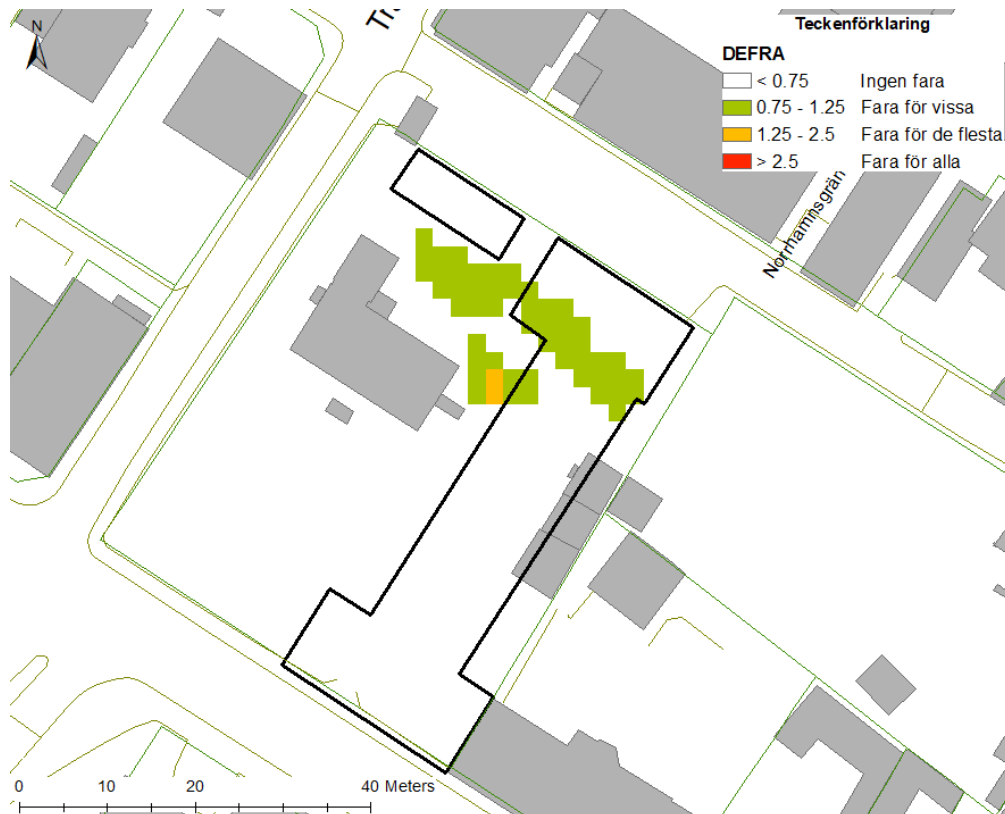 N
Teckenförklaring
DEFRA
< 0.75 Ingen fara
0.75 - 1.25 Fara för vissa
1.25 - 2.5 Fara för de flesta
> 2.5 Fara för alla
Norrhamnsgrän
0 10 20 40 Meters